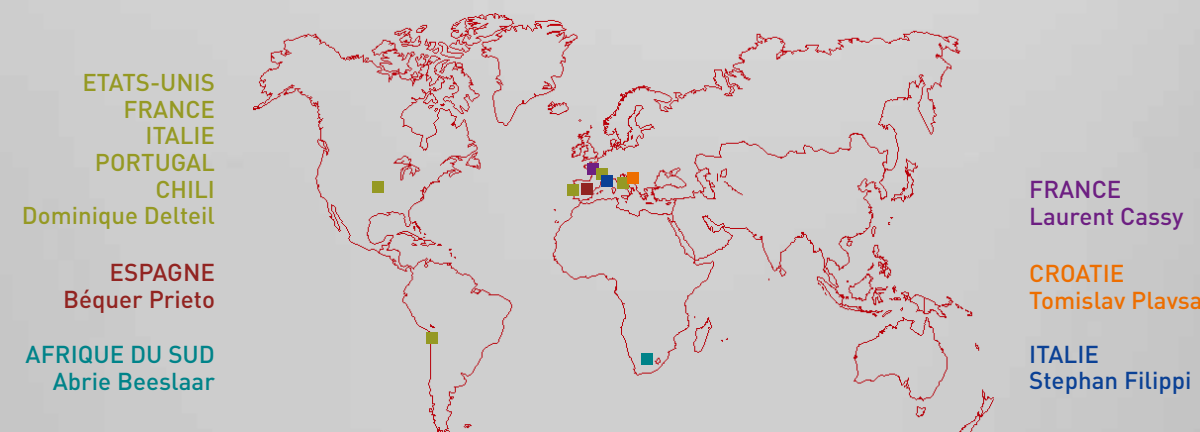 ETATS-UNIS
FRANCE
ITALIE
PORTUGAL
CHILI
Dominique Delteil
ESPAGNE
Béquer Prieto
AFRIQUE DU SUD
Abrie Beeslaar
FRANCE
Laurent Cassy
CROATIE
Tomislav Plavsa
ITALIE
Stephan Filippi